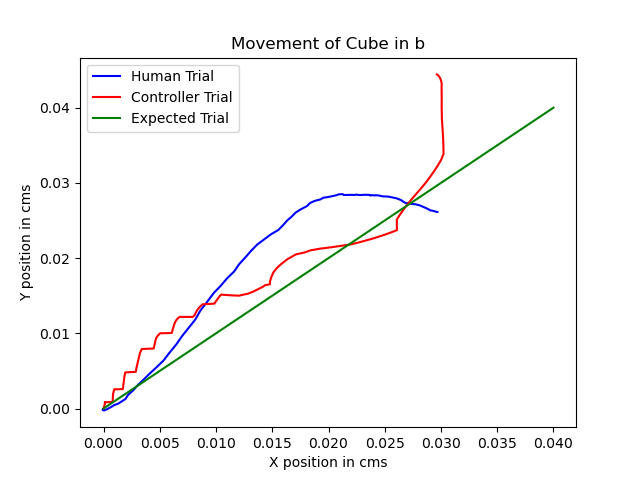 Movement of Cube in b
Human Trial
Controller Trial
Expected Trial
0.04
0.03
0.02
0.01
0.00
Y position in cms
0.000 0.005 0.010 0.015 0.020 0.025 0.030 0.035 0.040
X position in cms